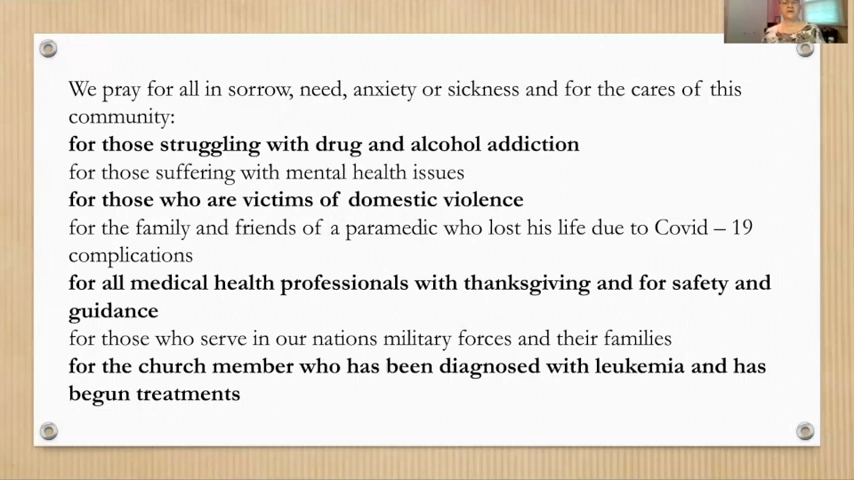 We pray for all in sorrow, need, anxiety or sickness and for the cares of this
community:
for those struggling with drug and alcohol addiction
for those suffering with mental health issues
for those who are victims of domestic violence
for the family and friends of a paramedic who lost his life due to Covid – 19
complications
for all medical health professionals with thanksgiving and for safety and
guidance
for those who serve in our nations military forces and their families
for the church member who has been diagnosed with leukemia and has
begun treatments